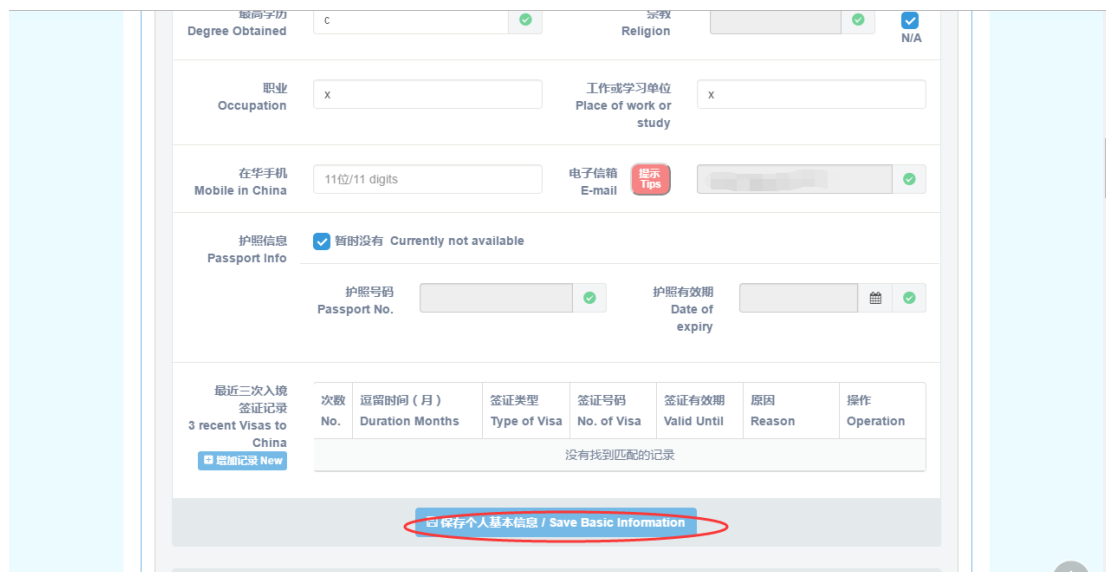 最高学历
Degree Obtained
c
宗教
Religion
N/A
职业
Occupation
x
工作或学习单位
Place of work or
study
x
在华手机
Mobile in China
11位/11 digits
电子信箱
E-mail
提示
Tips
护照信息
Passport Info
暂时没有 Currently not available
护照号码
Passport No.
护照有效期
Date of
expiry
最近三次入境
签证记录
3 recent Visas to
China
增加记录 New
次数 逗留时间（月） 签证类型 签证号码 签证有效期 原因 操作
No. Duration Months Type of Visa No. of Visa Valid Until Reason Operation
没有找到匹配的记录
保存个人基本信息 / Save Basic Information